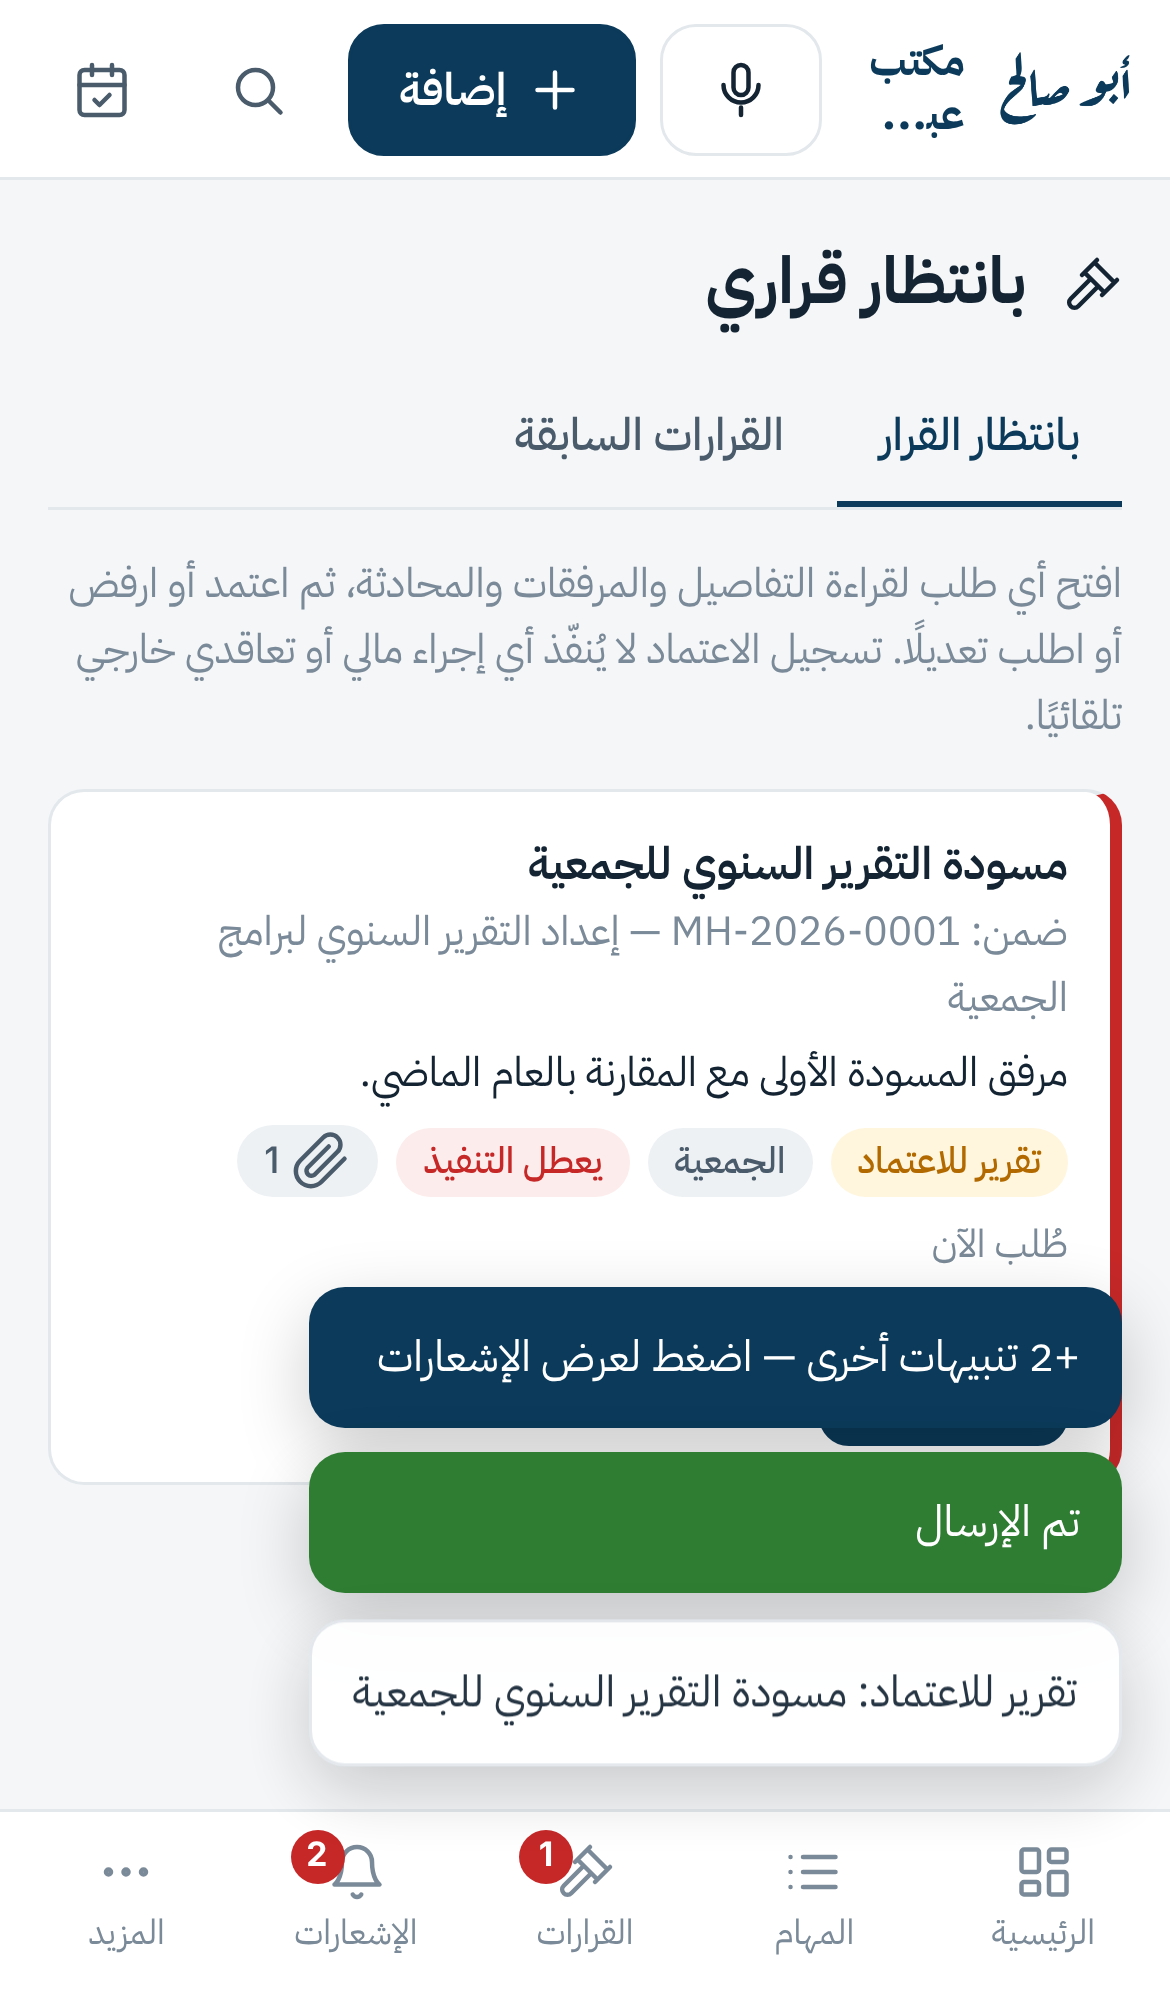 أبو صالح
مكتب
عبـ...
إضافة
بانتظار قراري
بانتظار القرار
القرارات السابقة
افتح أي طلب لقراءة التفاصيل والمرفقات والمحادثة، ثم اعتمد أو ارفض
أو اطلب تعديلًا. تسجيل الاعتماد لا يُنفّذ أي إجراء مالي أو تعاقدي خارجي
تلقائيًا.
مسودة التقرير السنوي للجمعية
ضمن: MH-2026-0001 — إعداد التقرير السنوي لبرامج
الجمعية
مرفق المسودة الأولى مع المقارنة بالعام الماضي.
تقرير للاعتماد
الجمعية
يعطل التنفيذ
1
طُلب الآن
+2 تنبيهات أخرى — اضغط لعرض الإشعارات
تم الإرسال
تقرير للاعتماد: مسودة التقرير السنوي للجمعية
الرئيسية
المهام
1
القرارات
2
الإشعارات
المزيد